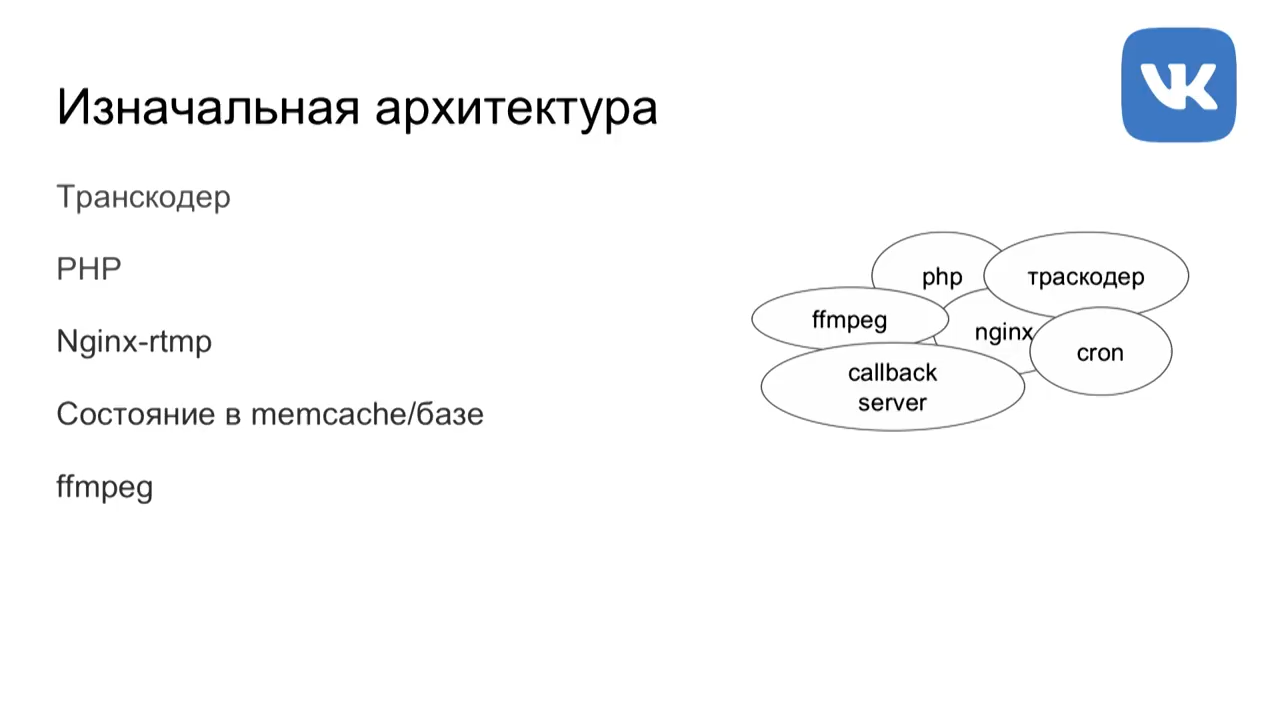 Изначальная архитектура
Транскодер
PHP
Nginx-rtmp
Состояние в memcache/базе
ffmpeg
php
траскодер
ffmpeg
nginx
cron
callback
server